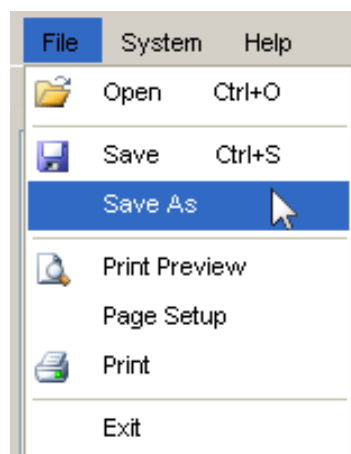 File System Help
Open Ctrl+O
Save Ctrl+S
Save As
Print Preview
Page Setup
Print
Exit